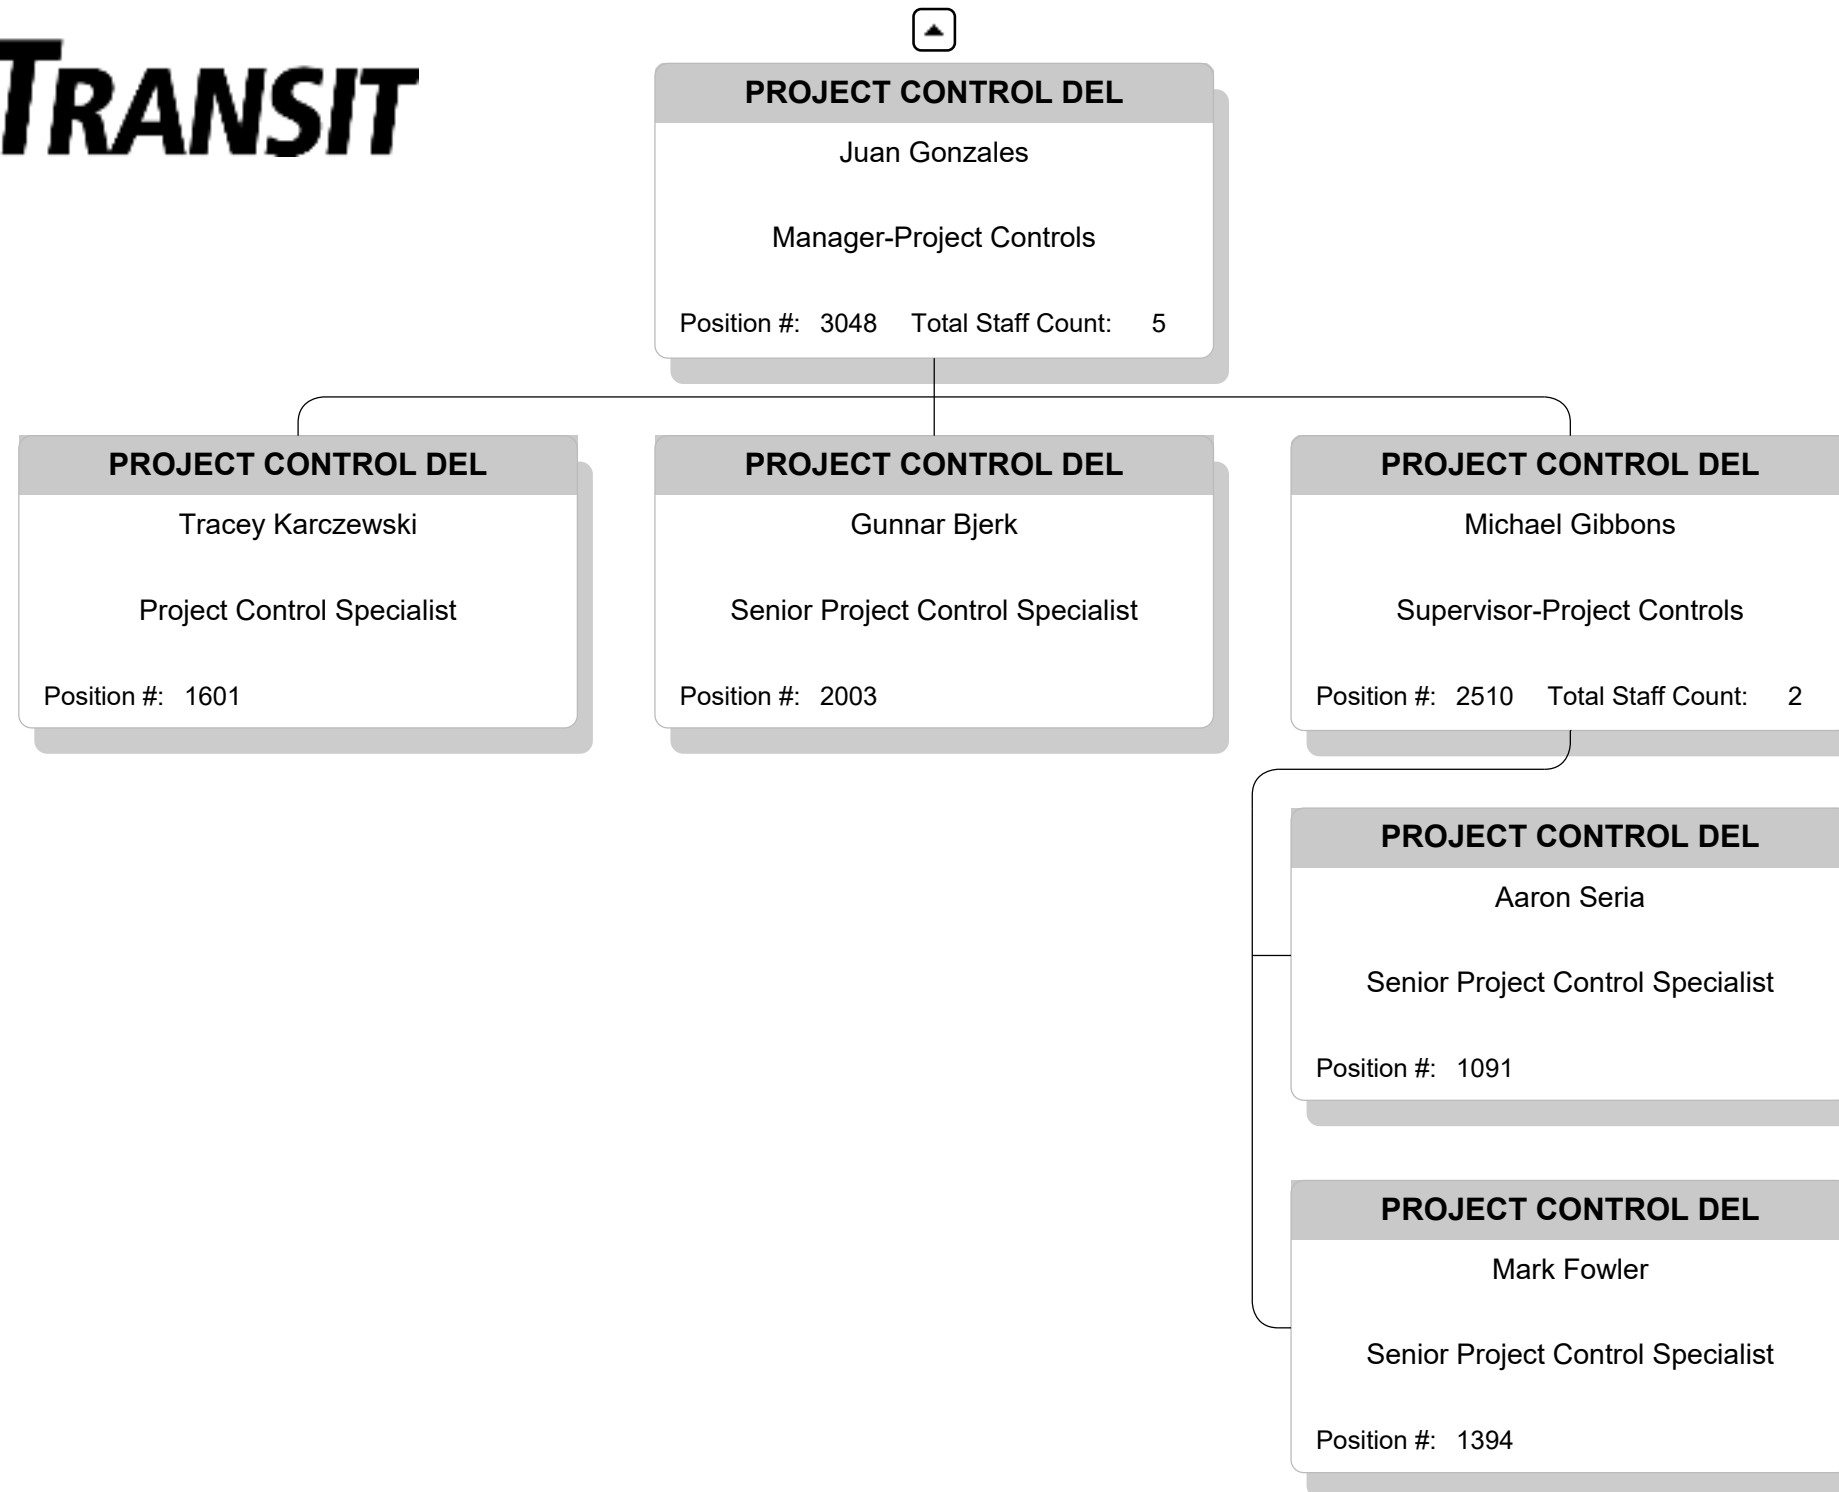 TRANSIT
PROJECT CONTROL DEL
Juan Gonzales
Manager-Project Controls
Position #: 3048 Total Staff Count: 5
PROJECT CONTROL DEL
Tracey Karczewski
Project Control Specialist
Position #: 1601
PROJECT CONTROL DEL
Gunnar Bjerk
Senior Project Control Specialist
Position #: 2003
PROJECT CONTROL DEL
Michael Gibbons
Supervisor-Project Controls
Position #: 2510 Total Staff Count: 2
PROJECT CONTROL DEL
Aaron Seria
Senior Project Control Specialist
Position #: 1091
PROJECT CONTROL DEL
Mark Fowler
Senior Project Control Specialist
Position #: 1394